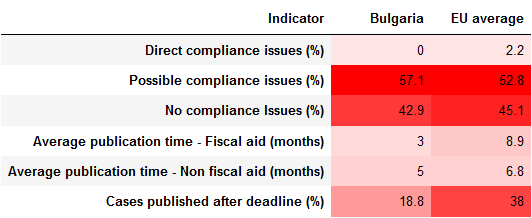 Indicator Bulgaria EU average
Direct compliance issues (%) 0 2.2
Possible compliance issues (%) 57.1 52.8
No compliance Issues (%) 42.9 45.1
Average publication time - Fiscal aid (months) 3 8.9
Average publication time - Non fiscal aid (months) 5 6.8
Cases published after deadline (%) 18.8 38